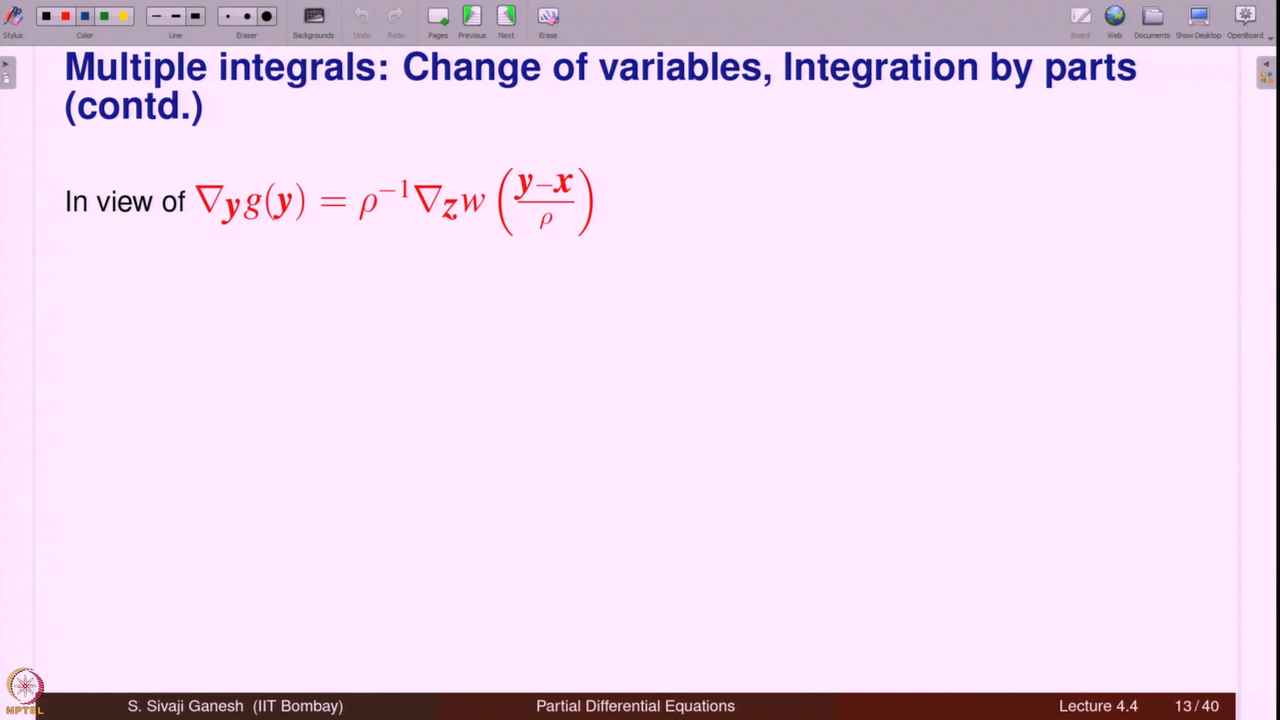 Stylus Color Line Eraser Backgrounds Undo Redo Pages Previous Next Erase Board Web Documents Show Desktop OpenBoard
Multiple integrals: Change of variables, Integration by parts
(contd.)
In view of ∇_y g(y) = ρ⁻¹ ∇_z w ((y−x)/ρ)
NPTEL
S. Sivaji Ganesh (IIT Bombay) Partial Differential Equations Lecture 4.4 13/40